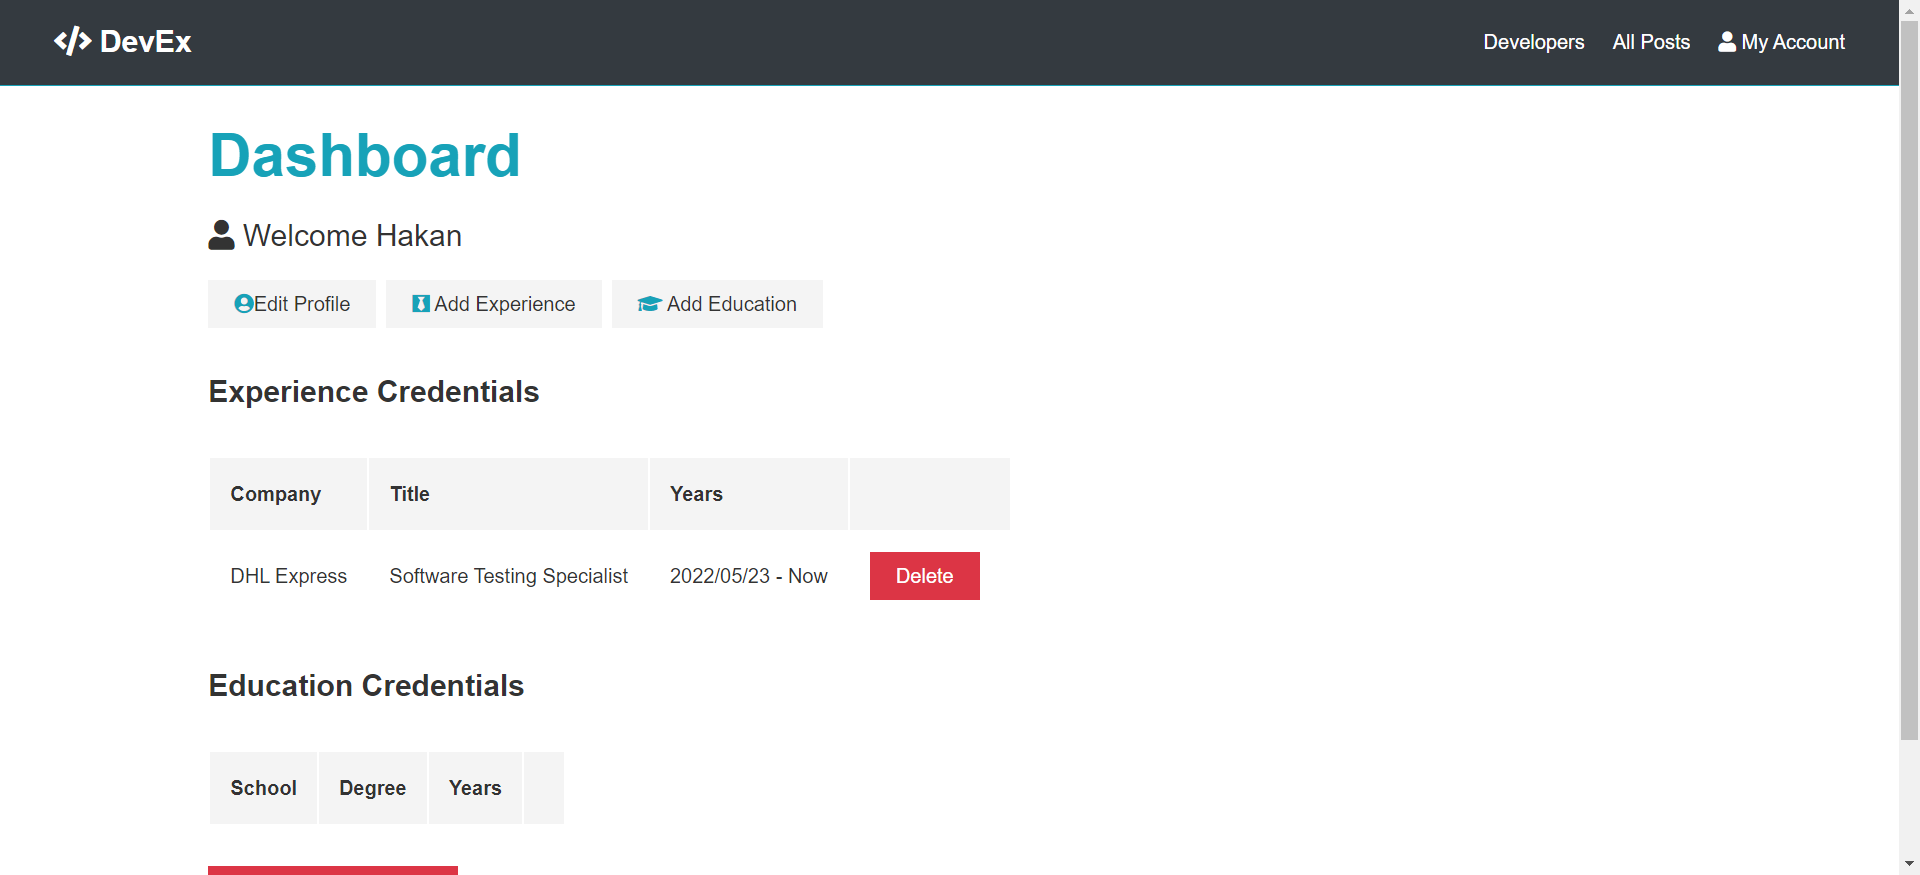 DevEx
Developers All Posts My Account
Dashboard
Welcome Hakan
Edit Profile Add Experience Add Education
Experience Credentials
Company Title Years
DHL Express Software Testing Specialist 2022/05/23 - Now Delete
Education Credentials
School Degree Years